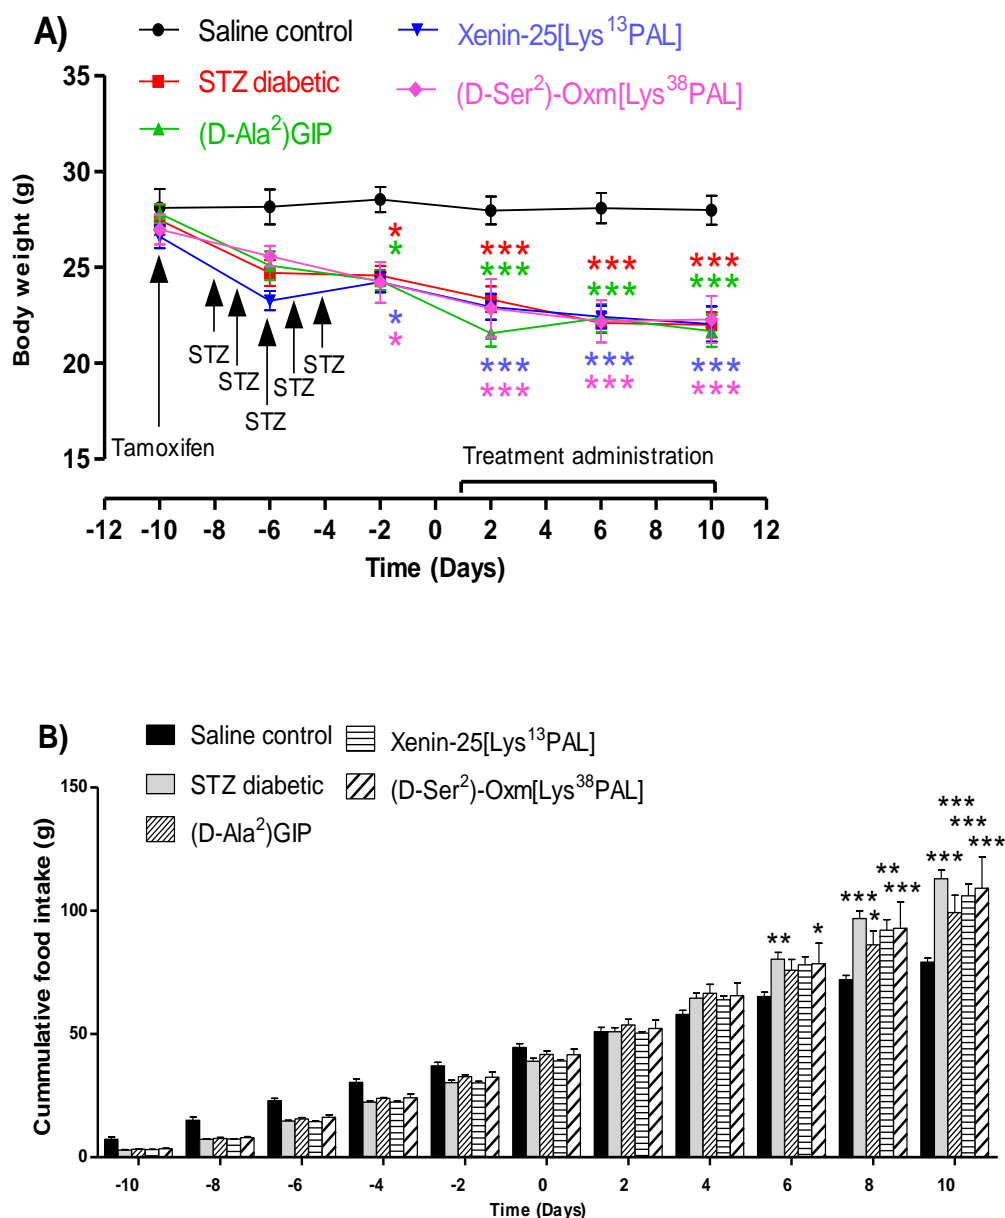 A)
Saline control
Xenin-25[Lys¹³PAL]
STZ diabetic
(D-Ser²)-Oxm[Lys³⁸PAL]
(D-Ala²)GIP
Body weight (g)
35
30
25
20
15
*
*
*
*
***
***
***
***
***
***
***
***
***
***
***
***
STZ
STZ
STZ
STZ
Tamoxifen
Treatment administration
-12 -10 -8 -6 -4 -2 0 2 4 6 8 10 12
Time (Days)
B)
Saline control
Xenin-25[Lys¹³PAL]
STZ diabetic
(D-Ser²)-Oxm[Lys³⁸PAL]
(D-Ala²)GIP
Cummulative food intake (g)
150
100
50
0
** *
*** * ** ***
*** *** *** ***
-10 -8 -6 -4 -2 0 2 4 6 8 10
Time (Days)